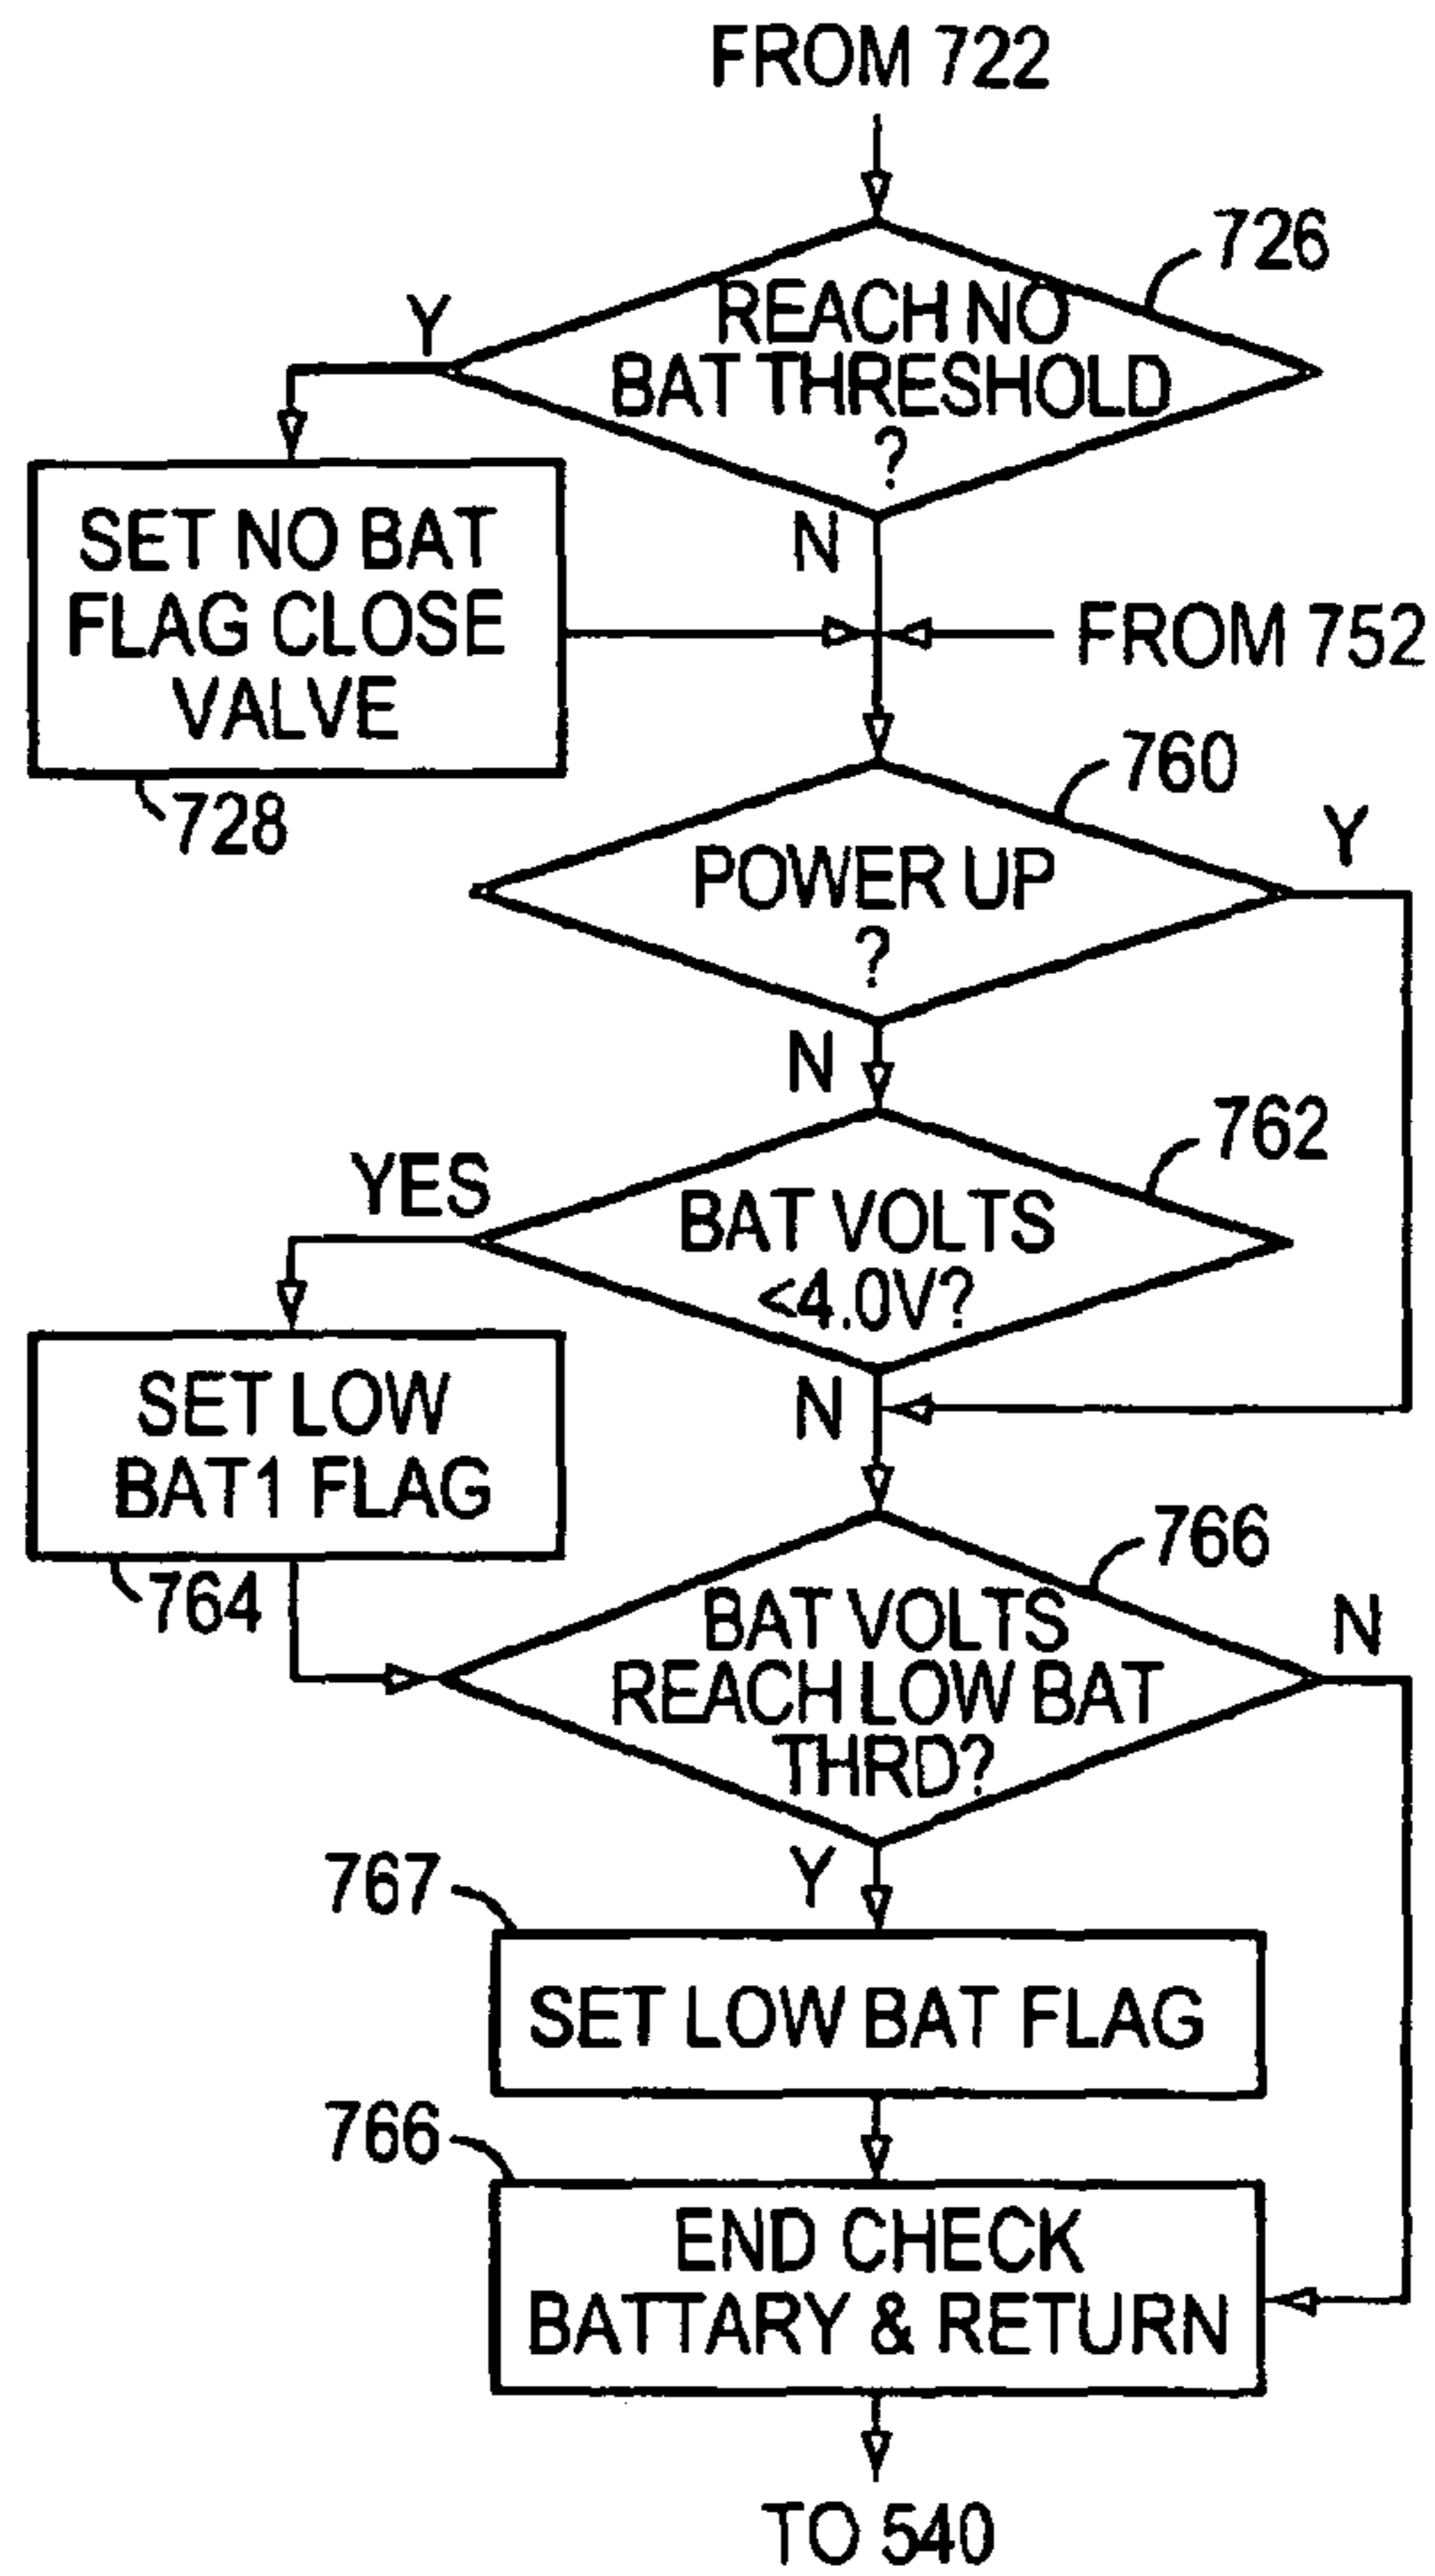 FROM 722
726
Y
REACH NO
BAT THRESHOLD
?
N
SET NO BAT
FLAG CLOSE
VALVE
728
FROM 752
760
POWER UP
?
Y
N
762
YES
BAT VOLTS
<4.0V?
N
SET LOW
BAT1 FLAG
764
766
BAT VOLTS
REACH LOW BAT
THRD?
N
Y
767
SET LOW BAT FLAG
766
END CHECK
BATTARY & RETURN
TO 540